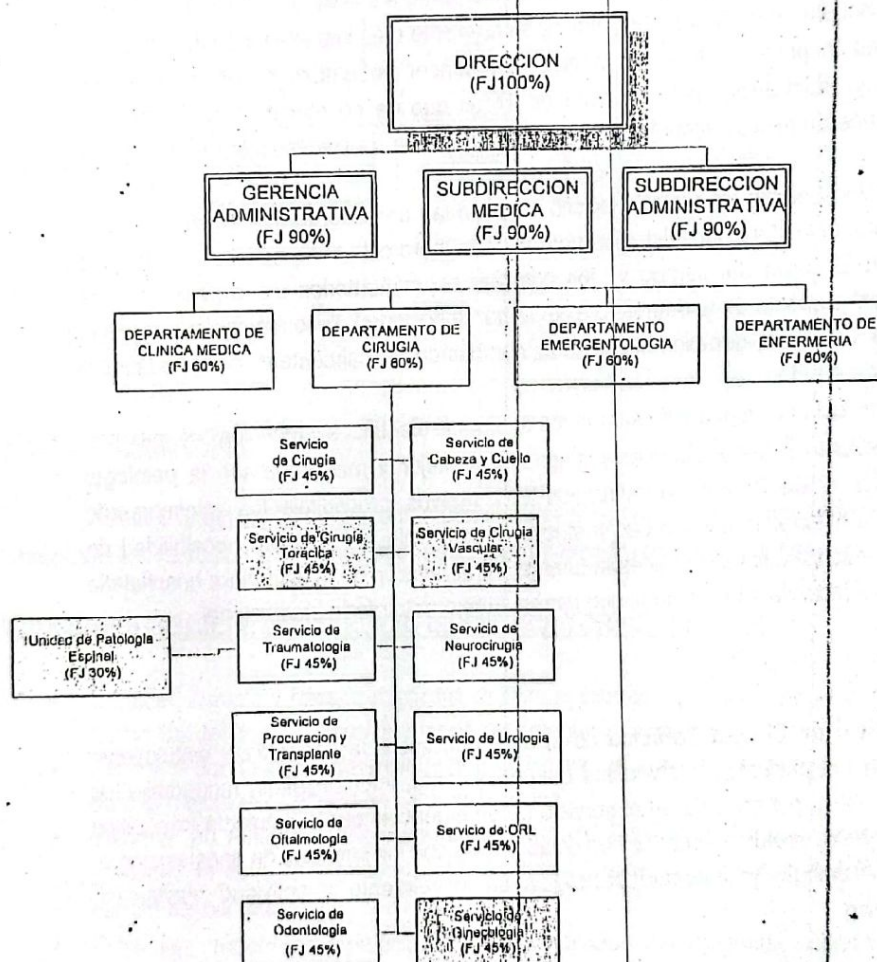 DIRECCION
(FJ100%)
GERENCIA
ADMINISTRATIVA
(FJ 90%)
SUBDIRECCION
MEDICA
(FJ 90%)
SUBDIRECCION
ADMINISTRATIVA
(FJ 90%)
DEPARTAMENTO DE
CLINICA MEDICA
(FJ 60%)
DEPARTAMENTO DE
CIRUGIA
(FJ 60%)
DEPARTAMENTO
EMERGENTOLOGIA
(FJ 60%)
DEPARTAMENTO DE
ENFERMERIA
(FJ 60%)
Servicio
de Cirugia
(FJ 45%)
Servicio de
Cabeza y Cuello
(FJ 45%)
Servicio de Cirugia
Toracica
(FJ 45%)
Servicio de Cirugia
Vascular
(FJ 45%)
Unidad de Patologia
Espinal
(FJ 30%)
Servicio de
Traumatologia
(FJ 45%)
Servicio de
Neurocirugia
(FJ 45%)
Servicio de
Procuracion y
Transplante
(FJ 45%)
Servicio de Urologia
(FJ 45%)
Servicio de
Oftalmologia
(FJ 45%)
Servicio de ORL
(FJ 45%)
Servicio de
Odontologia
(FJ 45%)
Servicio de
Ginecologia
(FJ 45%)